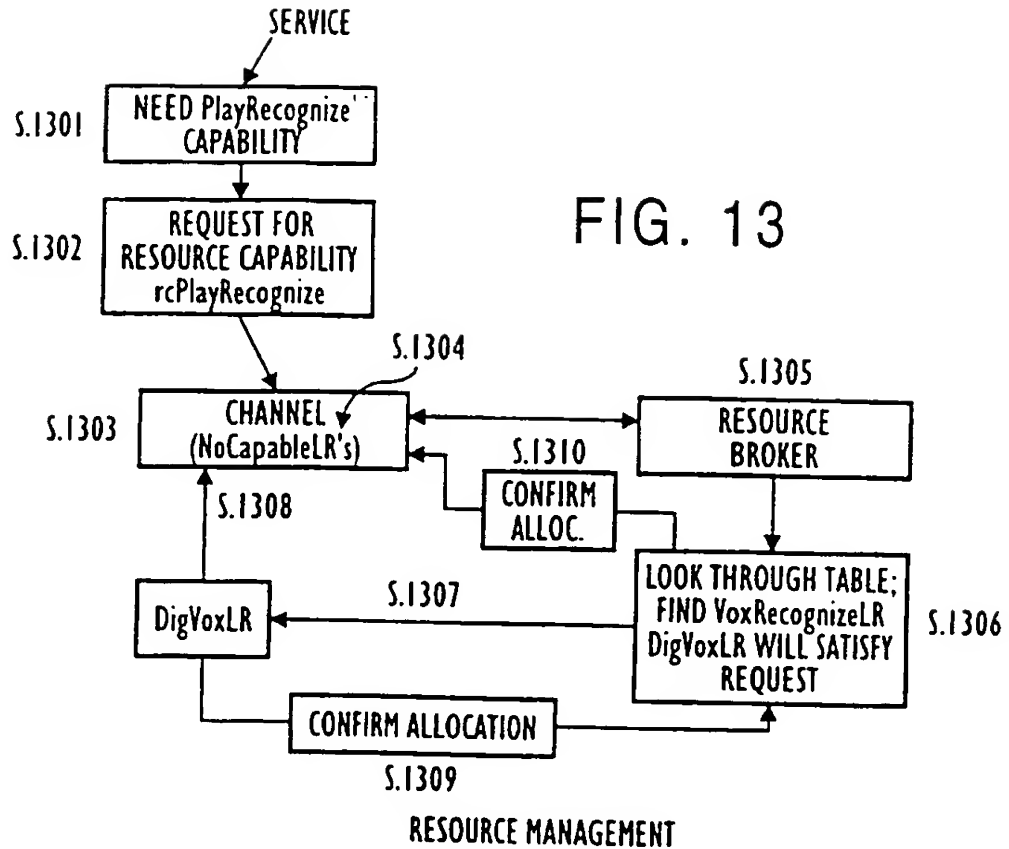 SERVICE
S.1301
NEED PlayRecognize''
CAPABILITY
S.1302
REQUEST FOR
RESOURCE CAPABILITY
rcPlayRecognize
FIG. 13
S.1304
S.1303
CHANNEL
(NoCapableLR's)
S.1305
RESOURCE
BROKER
S.1310
CONFIRM
ALLOC.
S.1308
DigVoxLR
S.1307
LOOK THROUGH TABLE;
FIND VoxRecognizeLR
DigVoxLR WILL SATISFY
REQUEST
S.1306
CONFIRM ALLOCATION
S.1309
RESOURCE MANAGEMENT